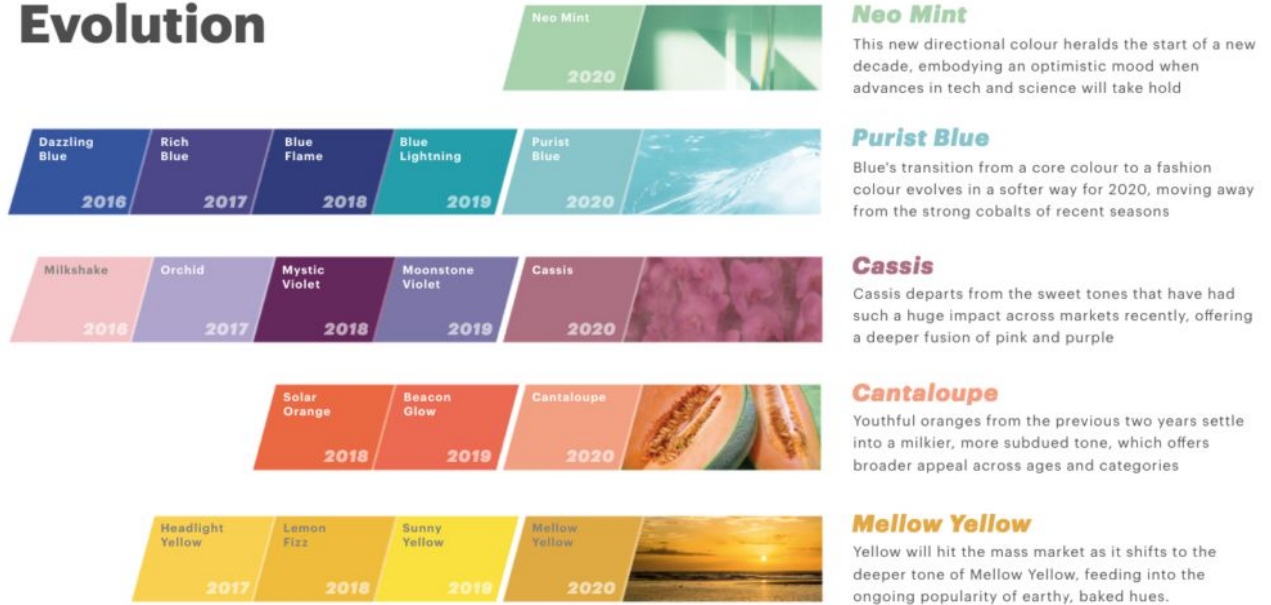 Evolution
Neo Mint
2020
Neo Mint
This new directional colour heralds the start of a new
decade, embodying an optimistic mood when
advances in tech and science will take hold
Dazzling
Blue
2016
Rich
Blue
2017
Blue
Flame
2018
Blue
Lightning
2019
Purist
Blue
2020
Purist Blue
Blue's transition from a core colour to a fashion
colour evolves in a softer way for 2020, moving away
from the strong cobalts of recent seasons
Milkshake
2016
Orchid
2017
Mystic
Violet
2018
Moonstone
Violet
2019
Cassis
2020
Cassis
Cassis departs from the sweet tones that have had
such a huge impact across markets recently, offering
a deeper fusion of pink and purple
Solar
Orange
2018
Beacon
Glow
2019
Cantaloupe
2020
Cantaloupe
Youthful oranges from the previous two years settle
into a milkier, more subdued tone, which offers
broader appeal across ages and categories
Headlight
Yellow
2017
Lemon
Fizz
2018
Sunny
Yellow
2019
Mellow
Yellow
2020
Mellow Yellow
Yellow will hit the mass market as it shifts to the
deeper tone of Mellow Yellow, feeding into the
ongoing popularity of earthy, baked hues.